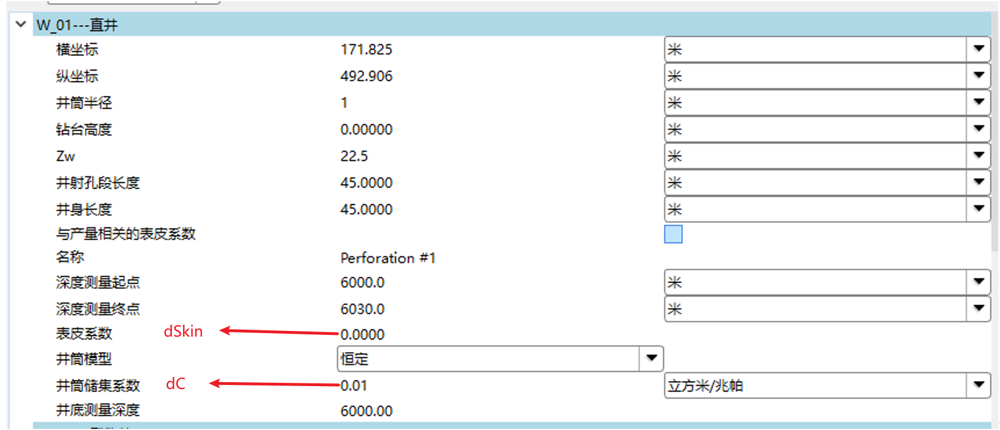 W_01---直井
横坐标 171.825 米
纵坐标 492.906 米
井筒半径 1 米
钻台高度 0.00000 米
Zw 22.5 米
井射孔段长度 45.0000 米
井身长度 45.0000 米
与产量相关的表皮系数
名称 Perforation #1
深度测量起点 6000.0 米
深度测量终点 6030.0 米
表皮系数 dSkin 0.0000
井筒模型 恒定
井筒储集系数 dC 0.01 立方米/兆帕
井底测量深度 6000.00